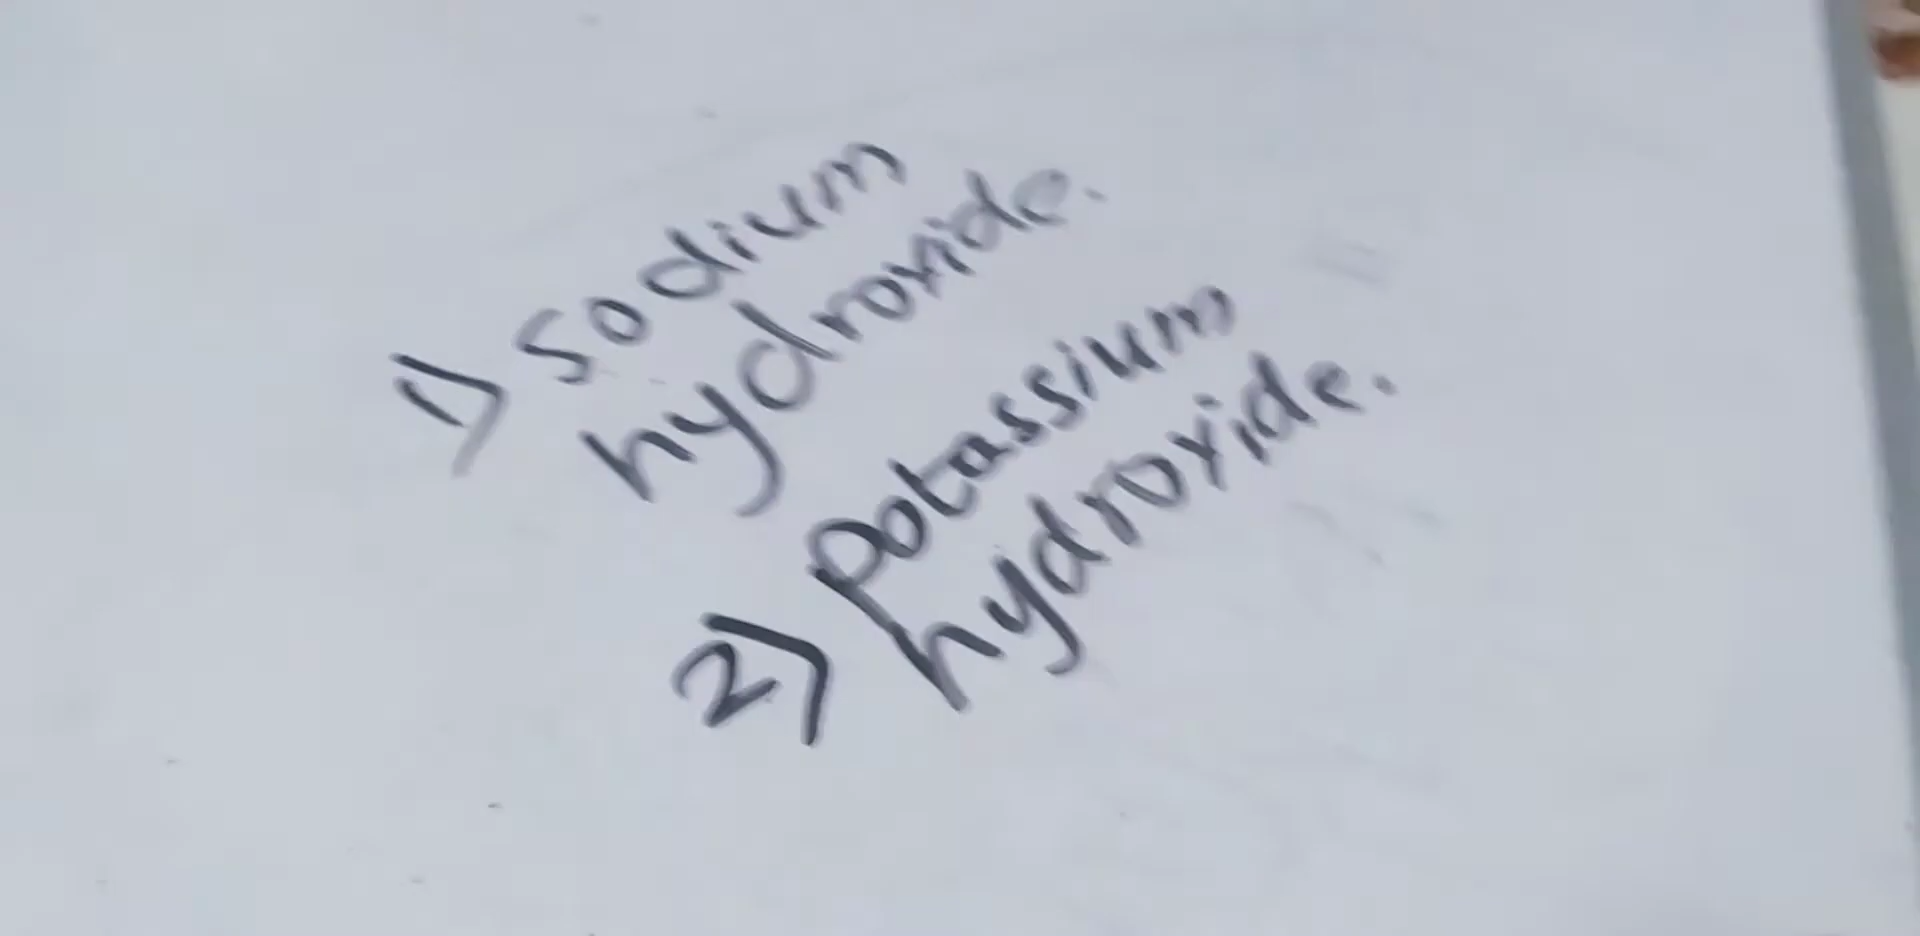 1) Sodium
hydroxide.
2) Potassium
hydroxide.